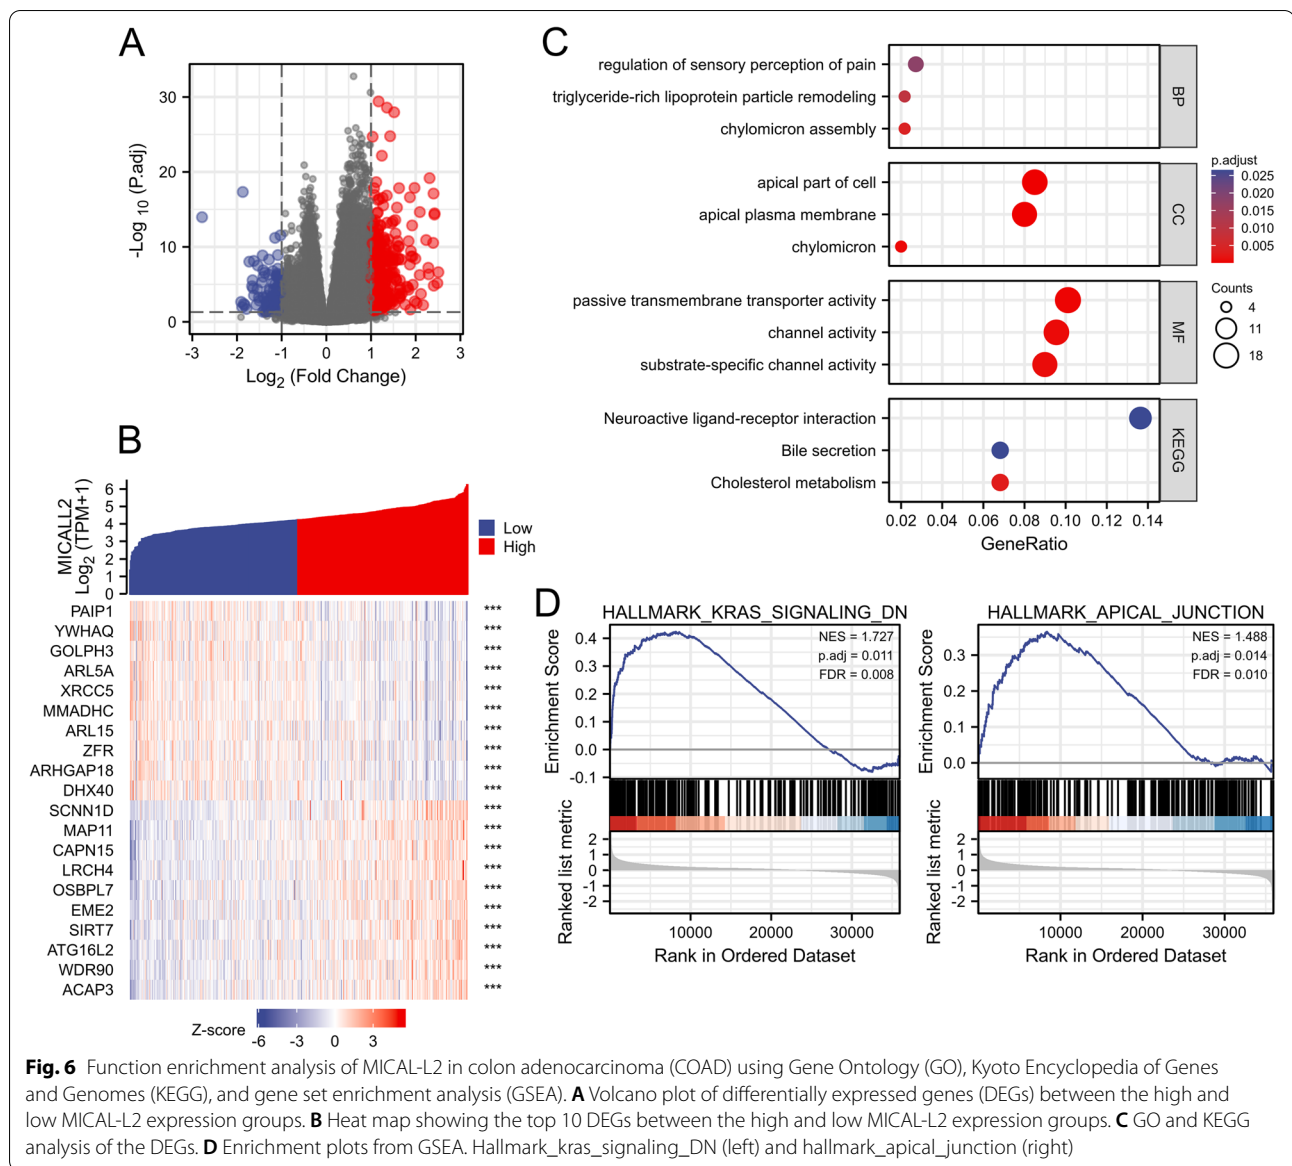 A
-Log 10 (P.adj)
30
20
10
0
-3 -2 -1 0 1 2 3
Log2 (Fold Change)
B
MICALL2
Log2 (TPM+1)
6
5
4
3
2
1
0
Low
High
PAIP1 ***
YWHAQ ***
GOLPH3 ***
ARL5A ***
XRCC5 ***
MMADHC ***
ARL15 ***
ZFR ***
ARHGAP18 ***
DHX40 ***
SCNN1D ***
MAP11 ***
CAPN15 ***
LRCH4 ***
OSBPL7 ***
EME2 ***
SIRT7 ***
ATG16L2 ***
WDR90 ***
ACAP3 ***
Z-score
-6 -3 0 3
C
regulation of sensory perception of pain
triglyceride-rich lipoprotein particle remodeling
chylomicron assembly
BP
apical part of cell
apical plasma membrane
chylomicron
CC
passive transmembrane transporter activity
channel activity
substrate-specific channel activity
MF
Neuroactive ligand-receptor interaction
Bile secretion
Cholesterol metabolism
KEGG
0.02 0.04 0.06 0.08 0.10 0.12 0.14
GeneRatio
p.adjust
0.025
0.020
0.015
0.010
0.005
Counts
4
11
18
D
HALLMARK_KRAS_SIGNALING_DN
Enrichment Score
0.4
0.3
0.2
0.1
0.0
-0.1
NES = 1.727
p.adj = 0.011
FDR = 0.008
Ranked list metric
2
1
0
-1
-2
10000 20000 30000
Rank in Ordered Dataset
HALLMARK_APICAL_JUNCTION
Enrichment Score
0.3
0.2
0.1
0.0
NES = 1.488
p.adj = 0.014
FDR = 0.010
Ranked list metric
2
1
0
-1
-2
10000 20000 30000
Rank in Ordered Dataset
Fig. 6 Function enrichment analysis of MICAL-L2 in colon adenocarcinoma (COAD) using Gene Ontology (GO), Kyoto Encyclopedia of Genes
and Genomes (KEGG), and gene set enrichment analysis (GSEA). A Volcano plot of differentially expressed genes (DEGs) between the high and
low MICAL-L2 expression groups. B Heat map showing the top 10 DEGs between the high and low MICAL-L2 expression groups. C GO and KEGG
analysis of the DEGs. D Enrichment plots from GSEA. Hallmark_kras_signaling_DN (left) and hallmark_apical_junction (right)